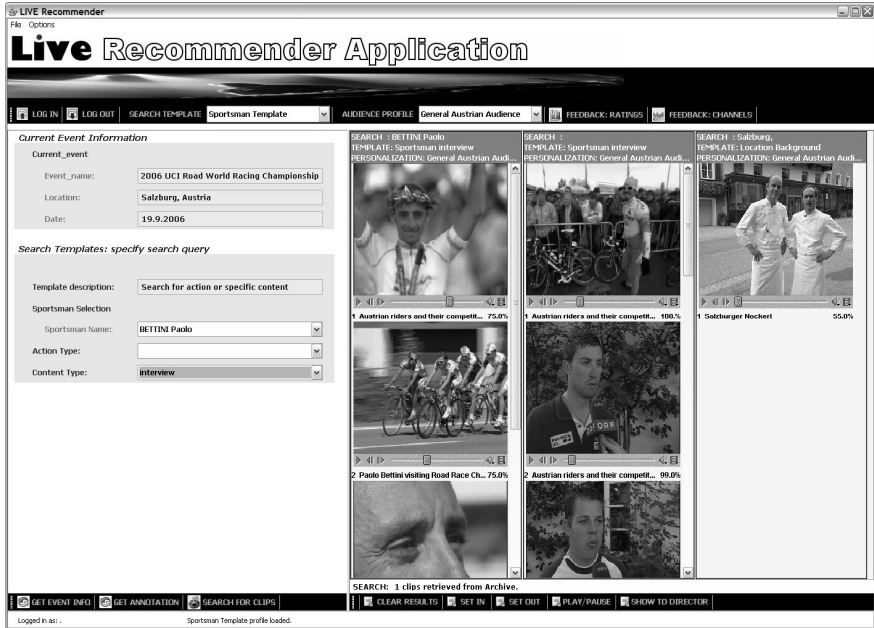 LIVE Recommender
File Options
Live Recommender Application
LOG IN LOG OUT SEARCH TEMPLATE Sportsman Template AUDIENCE PROFILE General Austrian Audience FEEDBACK: RATINGS FEEDBACK: CHANNELS
Current Event Information
Current_event
Event_name: 2006 UCI Road World Racing Championship
Location: Salzburg, Austria
Date: 19.9.2006
Search Templates: specify search query
Template description: Search for action or specific content
Sportsman Selection
Sportsman Name: BETTINI Paolo
Action Type:
Content Type: interview
SEARCH : BETTINI Paolo
TEMPLATE: Sportsman interview
PERSONALIZATION: General Austrian Audi...
1 Austrian riders and their competit... 75.0%
2 Paolo Bettini visiting Road Race Ch... 75.0%
SEARCH :
TEMPLATE: Sportsman interview
PERSONALIZATION: General Austrian Audi...
1 Austrian riders and their competit... 100.%
ORF
2 Austrian riders and their competit... 99.0%
SEARCH : Salzburg,
TEMPLATE: Location Background
PERSONALIZATION: General Austrian Audi...
1 Salzburger Nockerl 55.0%
SEARCH: 1 clips retrieved from Archive.
GET EVENT INFO GET ANNOTATION SEARCH FOR CLIPS CLEAR RESULTS SET IN SET OUT PLAY/PAUSE SHOW TO DIRECTOR
Logged in as: . Sportsman Template profile loaded.